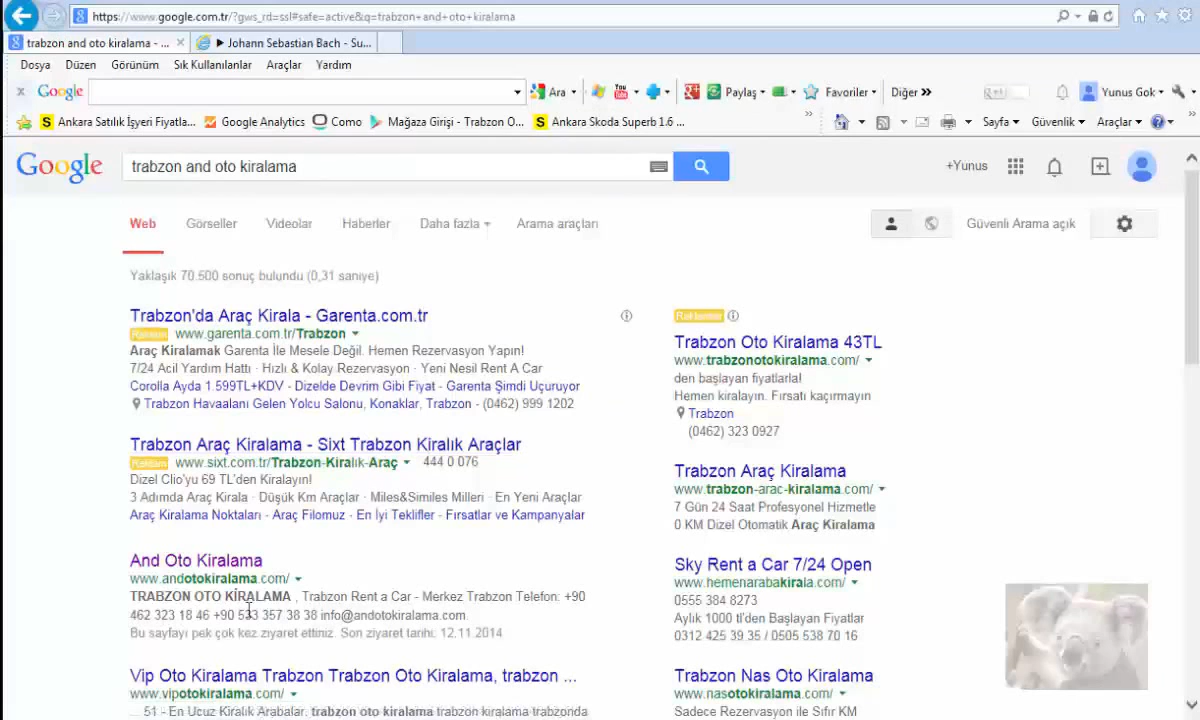 https://www.google.com.tr/?gws_rd=ssl#safe=active&q=trabzon+and+oto+kiralama
trabzon and oto kiralama - ...
Johann Sebastian Bach - Su...
Dosya Düzen Görünüm Sık Kullanılanlar Araçlar Yardım
x Google Ara Paylaş Favoriler Diğer » Yunus Gok
Ankara Satılık İşyeri Fiyatla... Google Analytics Como Mağaza Girişi - Trabzon O... Ankara Skoda Superb 1.6 ... » Sayfa Güvenlik Araçlar
Google trabzon and oto kiralama +Yunus
Web Görseller Videolar Haberler Daha fazla Arama araçları Güvenli Arama açık
Yaklaşık 70.500 sonuç bulundu (0,31 saniye)
Trabzon'da Araç Kirala - Garenta.com.tr
Reklam www.garenta.com.tr/Trabzon
Araç Kiralamak Garenta İle Mesele Değil. Hemen Rezervasyon Yapın!
7/24 Acil Yardım Hattı · Hızlı & Kolay Rezervasyon · Yeni Nesil Rent A Car
Corolla Ayda 1.599TL+KDV - Dizelde Devrim Gibi Fiyat - Garenta Şimdi Uçuruyor
Trabzon Havaalanı Gelen Yolcu Salonu, Konaklar, Trabzon - (0462) 999 1202
Trabzon Araç Kiralama - Sixt Trabzon Kiralık Araçlar
Reklam www.sixt.com.tr/Trabzon-Kiralık-Araç 444 0 076
Dizel Clio'yu 69 TL'den Kiralayın!
3 Adımda Araç Kirala · Düşük Km Araçlar · Miles&Similes Milleri · En Yeni Araçlar
Araç Kiralama Noktaları - Araç Filomuz - En İyi Teklifler - Fırsatlar ve Kampanyalar
And Oto Kiralama
www.andotokiralama.com/
TRABZON OTO KİRALAMA , Trabzon Rent a Car - Merkez Trabzon Telefon: +90
462 323 18 46 +90 533 357 38 38 info@andotokiralama.com
Bu sayfayı pek çok kez ziyaret ettiniz. Son ziyaret tarihi: 12.11.2014
Vip Oto Kiralama Trabzon Trabzon Oto Kiralama, trabzon ...
www.vipotokiralama.com/
... 51 - En Ucuz Kiralık Arabalar, trabzon oto kiralama trabzon kiralama trabzonda
Reklamlar
Trabzon Oto Kiralama 43TL
www.trabzonotokiralama.com/
den başlayan fiyatlarla!
Hemen kiralayın. Fırsatı kaçırmayın
Trabzon
(0462) 323 0927
Trabzon Araç Kiralama
www.trabzon-arac-kiralama.com/
7 Gün 24 Saat Profesyonel Hizmetle
0 KM Dizel Otomatik Araç Kiralama
Sky Rent a Car 7/24 Open
www.hemenarabakirala.com/
0555 384 8273
Aylık 1000 tl'den Başlayan Fiyatlar
0312 425 39 35 / 0505 538 70 16
Trabzon Nas Oto Kiralama
www.nasotokiralama.com/
Sadece Rezervasyon ile Sıfır KM